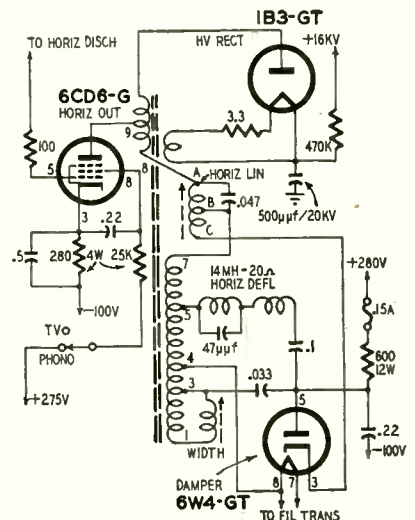 1B3-GT
TO HORIZ DISCH
HV RECT
+16KV
6CD6-G
HORIZ OUT
9
3.3
100
470K
5
8
8
A
HORIZ LIN
B
.047
C
500μμf/20KV
3
.22
.5
280
4W
25K
7
14MH-20Ω
HORIZ DEFL
+280V
-100V
5
.15A
TV
PHONO
47μμf
.1
600
12W
4
+275V
3
.033
5
.22
1
WIDTH
-100V
DAMPER
6W4-GT
8
7
3
TO FIL TRANS